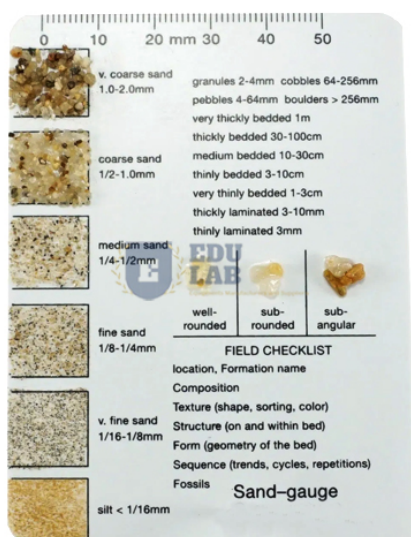 0 10 20 mm 30 40 50
v. coarse sand
1.0-2.0mm
coarse sand
1/2-1.0mm
medium sand
1/4-1/2mm
fine sand
1/8-1/4mm
v. fine sand
1/16-1/8mm
silt < 1/16mm
granules 2-4mm cobbles 64-256mm
pebbles 4-64mm boulders > 256mm
very thickly bedded 1m
thickly bedded 30-100cm
medium bedded 10-30cm
thinly bedded 3-10cm
very thinly bedded 1-3cm
thickly laminated 3-10mm
thinly laminated 3mm
E EDU
LAB
well-
rounded
sub-
rounded
sub-
angular
FIELD CHECKLIST
location, Formation name
Composition
Texture (shape, sorting, color)
Structure (on and within bed)
Form (geometry of the bed)
Sequence (trends, cycles, repetitions)
Fossils
Sand–gauge